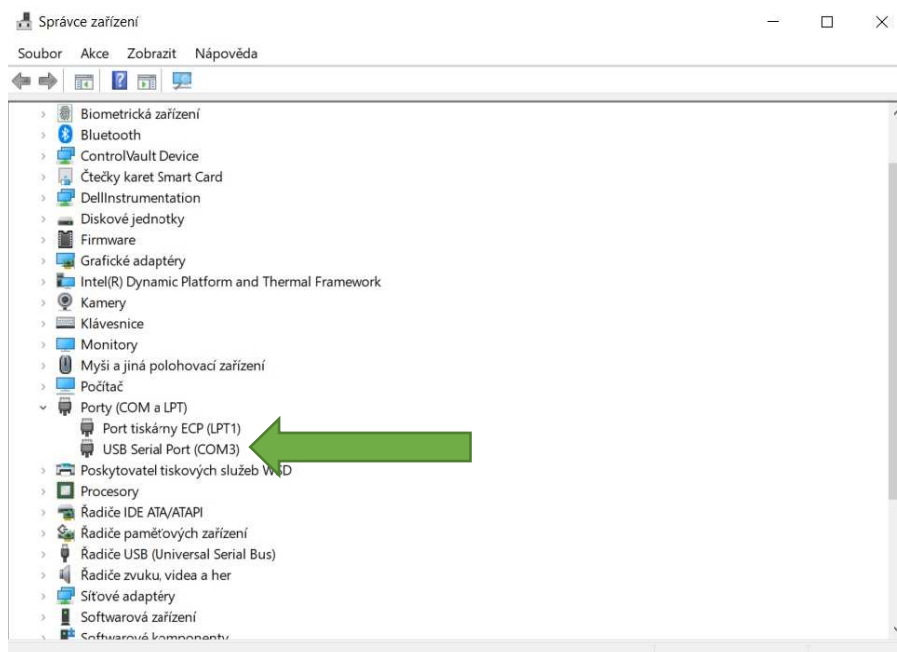 Správce zařízení
Soubor Akce Zobrazit Nápověda
Biometrická zařízení
Bluetooth
ControlVault Device
Čtečky karet Smart Card
DellInstrumentation
Diskové jednotky
Firmware
Grafické adaptéry
Intel(R) Dynamic Platform and Thermal Framework
Kamery
Klávesnice
Monitory
Myši a jiná polohovací zařízení
Počítač
Porty (COM a LPT)
Port tiskárny ECP (LPT1)
USB Serial Port (COM3)
Poskytovatel tiskových služeb WSD
Procesory
Řadiče IDE ATA/ATAPI
Řadiče paměťových zařízení
Řadiče USB (Universal Serial Bus)
Řadiče zvuku, videa a her
Síťové adaptéry
Softwarová zařízení
Softwarové komponenty